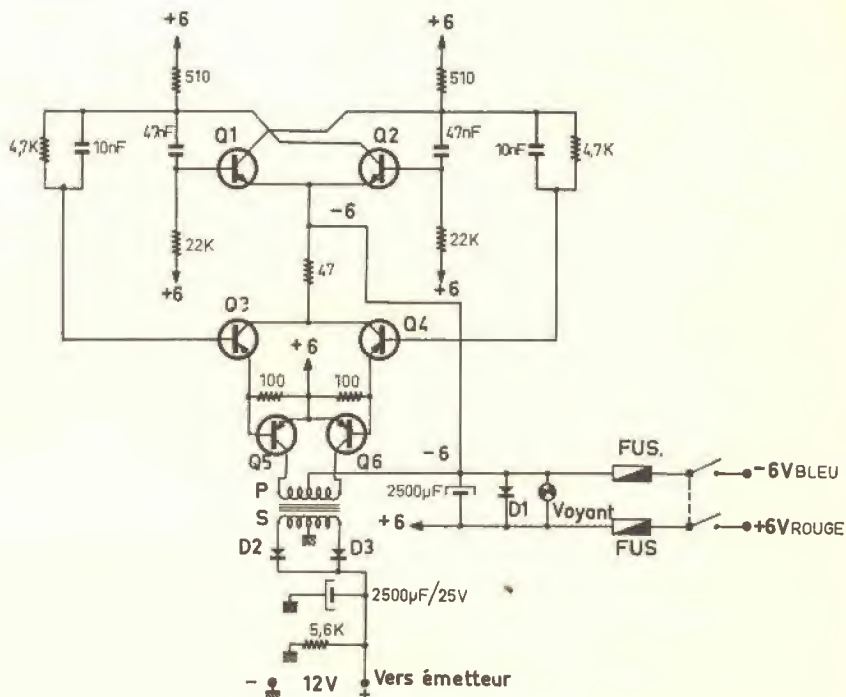 +6 +6
510 510
4,7K 10nF 47nF Q1 Q2 47nF 10nF 4,7K
-6
22K 47 22K
+6 +6
Q3 Q4
+6
100 100
Q5 Q6
-6 FUS. -6V BLEU
P 2500µF D1 Voyant
S +6 FUS +6V ROUGE
D2 D3
2500µF/25V
5,6K
- 12V + Vers émetteur